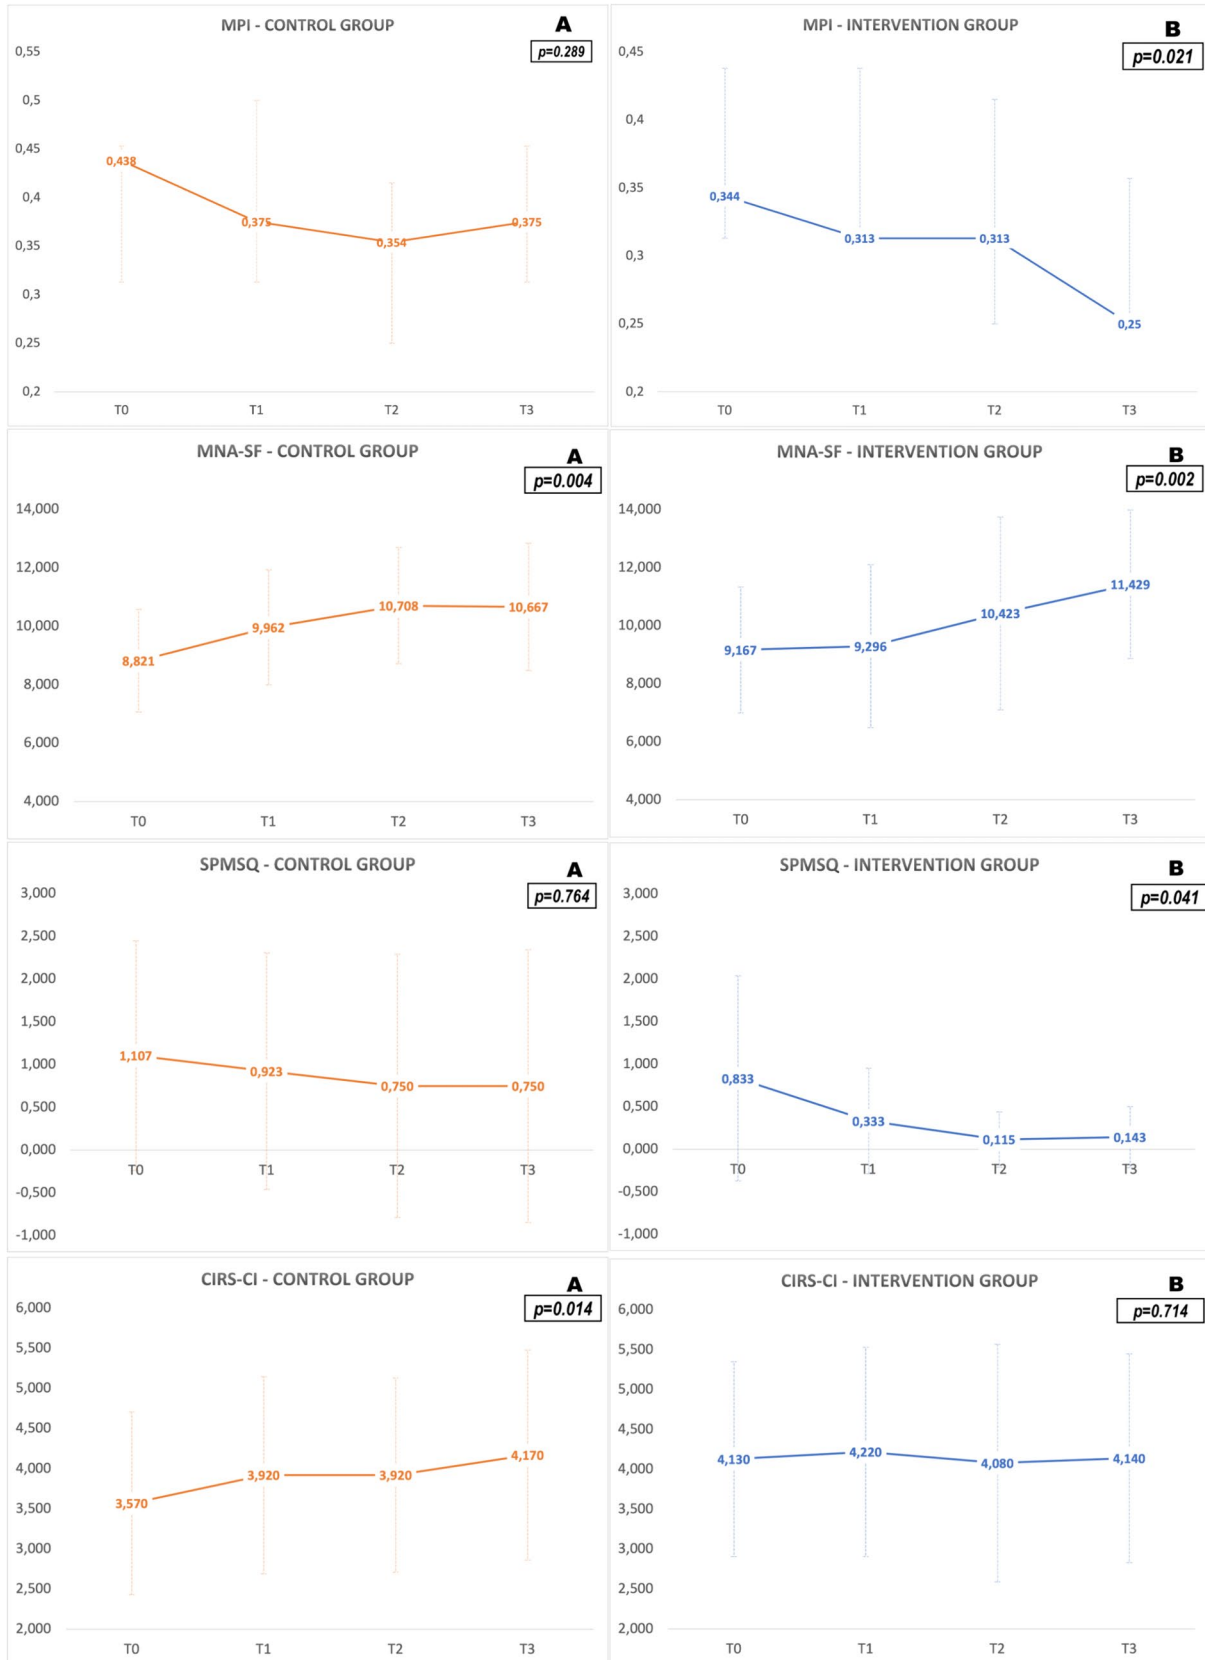 MPI - CONTROL GROUP
A
p=0.289
0,55
0,5
0,45
0,4
0,35
0,3
0,25
0,2
0,438
0,375
0,354
0,375
T0 T1 T2 T3
MPI - INTERVENTION GROUP
B
p=0.021
0,45
0,4
0,35
0,3
0,25
0,2
0,344
0,313
0,313
0,25
T0 T1 T2 T3
MNA-SF - CONTROL GROUP
A
p=0.004
14,000
12,000
10,000
8,000
6,000
4,000
8,821
9,962
10,708
10,667
T0 T1 T2 T3
MNA-SF - INTERVENTION GROUP
B
p=0.002
14,000
12,000
10,000
8,000
6,000
4,000
9,167
9,296
10,423
11,429
T0 T1 T2 T3
SPMSQ - CONTROL GROUP
A
p=0.764
3,000
2,500
2,000
1,500
1,000
0,500
0,000
-0,500
-1,000
1,107
0,923
0,750
0,750
T0 T1 T2 T3
SPMSQ - INTERVENTION GROUP
B
p=0.041
3,000
2,500
2,000
1,500
1,000
0,500
0,000
-0,500
-1,000
0,833
0,333
0,115
0,143
T0 T1 T2 T3
CIRS-CI - CONTROL GROUP
A
p=0.014
6,000
5,500
5,000
4,500
4,000
3,500
3,000
2,500
2,000
3,570
3,920
3,920
4,170
T0 T1 T2 T3
CIRS-CI - INTERVENTION GROUP
B
p=0.714
6,000
5,500
5,000
4,500
4,000
3,500
3,000
2,500
2,000
4,130
4,220
4,080
4,140
T0 T1 T2 T3